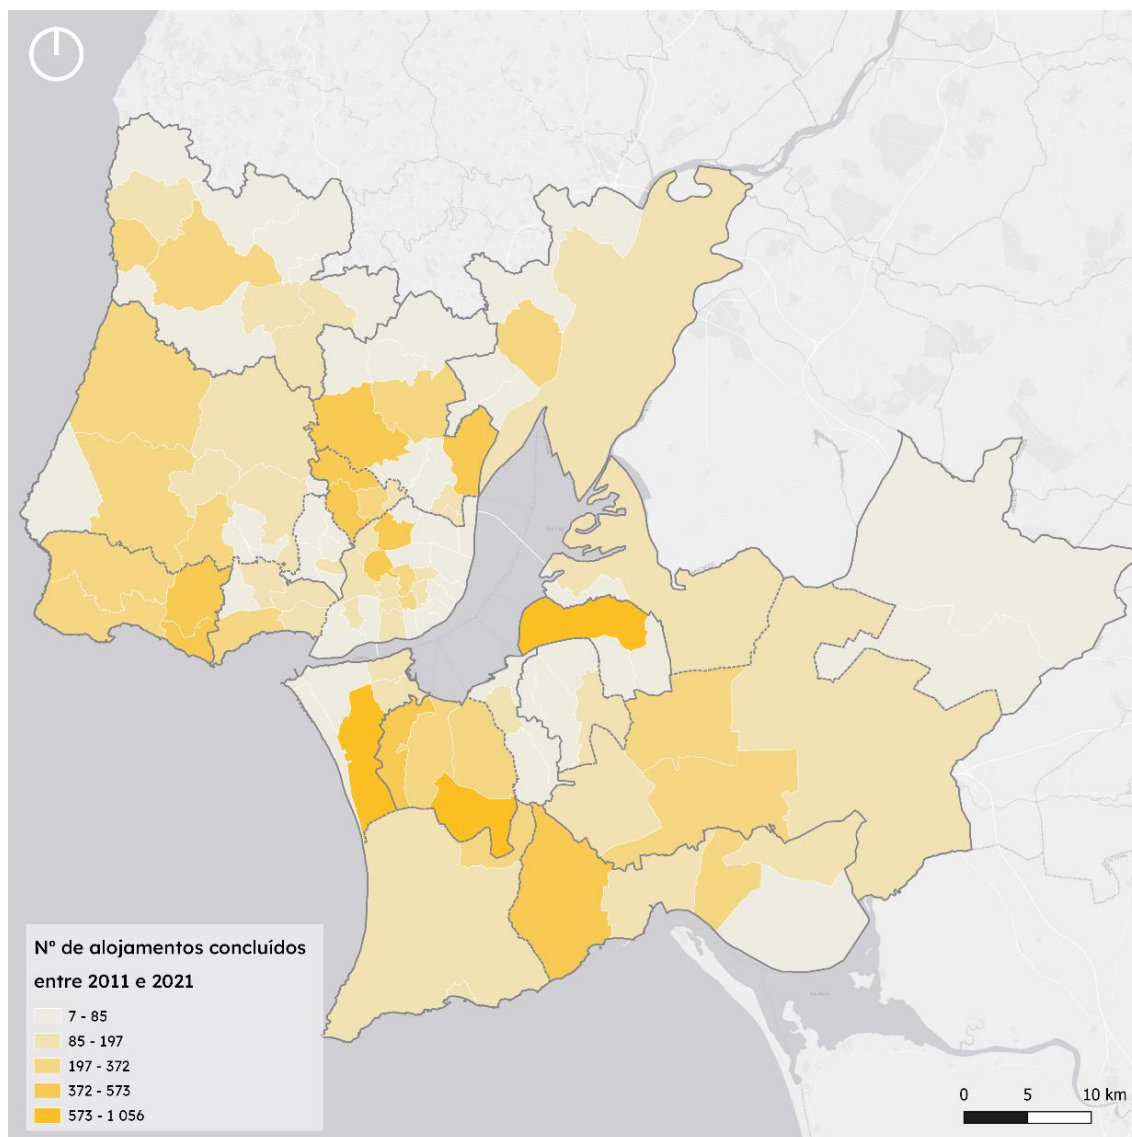 Nº de alojamentos concluídos
entre 2011 e 2021
7 - 85
85 - 197
197 - 372
372 - 573
573 - 1 056
0 5 10 km